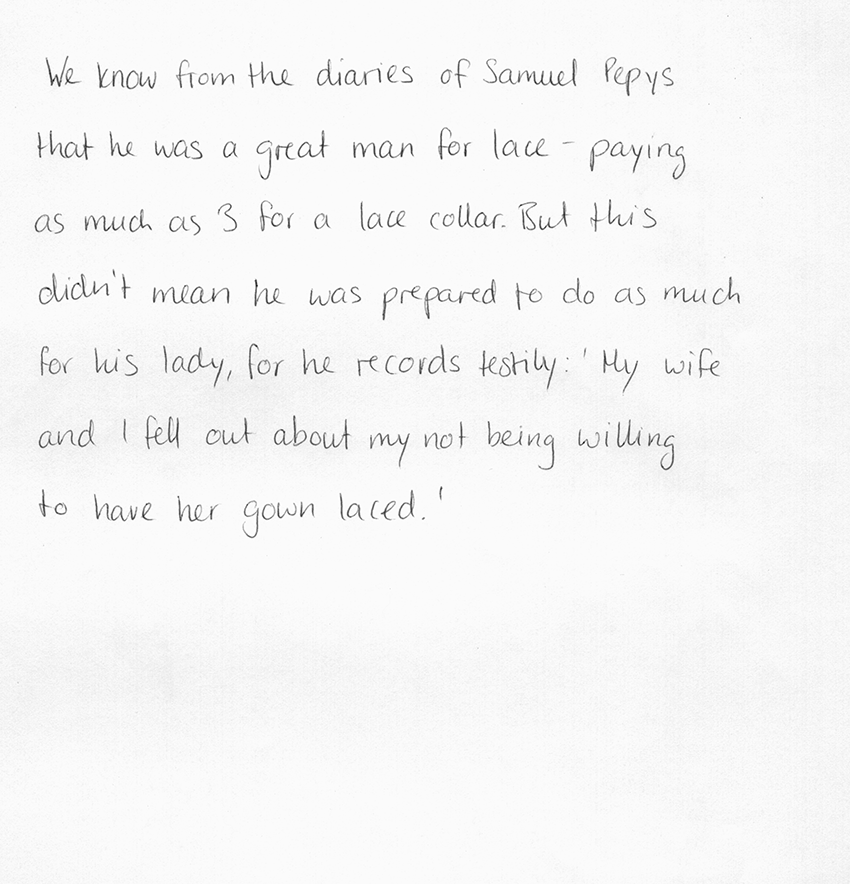 We know from the diaries of Samuel Pepys
that he was a great man for lace - paying
as much as 3 for a lace collar. But this
didn't mean he was prepared to do as much
for his lady, for he records testily: 'My wife
and I fell out about my not being willing
to have her gown laced.'